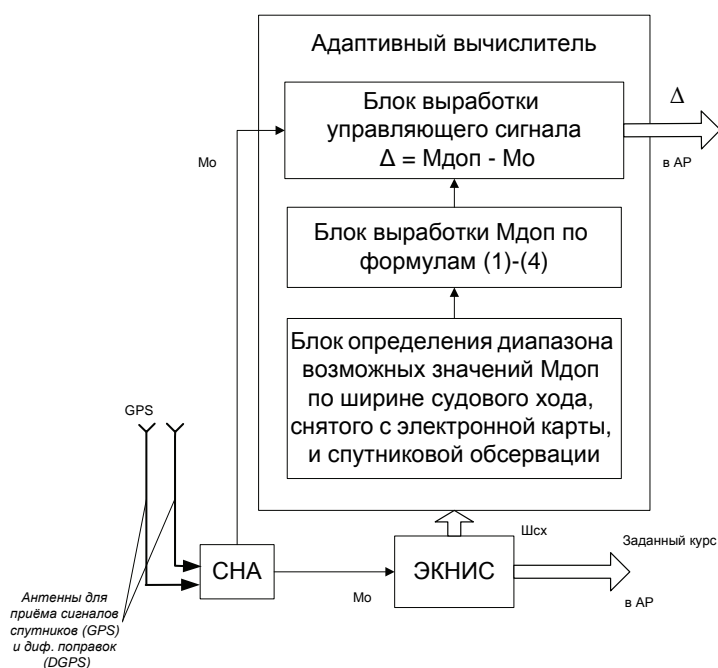 Адаптивный вычислитель
Блок выработки
управляющего сигнала
Δ = Мдоп - Мо
Δ
в АР
Мо
Блок выработки Мдоп по
формулам (1)-(4)
Блок определения диапазона
возможных значений Мдоп
по ширине судового хода,
снятого с электронной карты,
и спутниковой обсервации
GPS
Шсх
Заданный курс
СНА
ЭКНИС
Мо
в АР
Антенны для
приёма сигналов
спутников (GPS)
и диф. поправок
(DGPS)